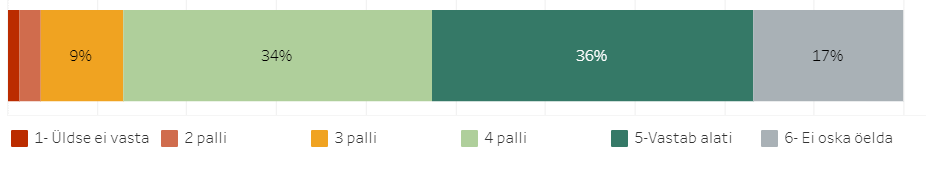 9% 34% 36% 17%
1- Üldse ei vasta 2 palli 3 palli 4 palli 5-Vastab alati 6- Ei oska öelda